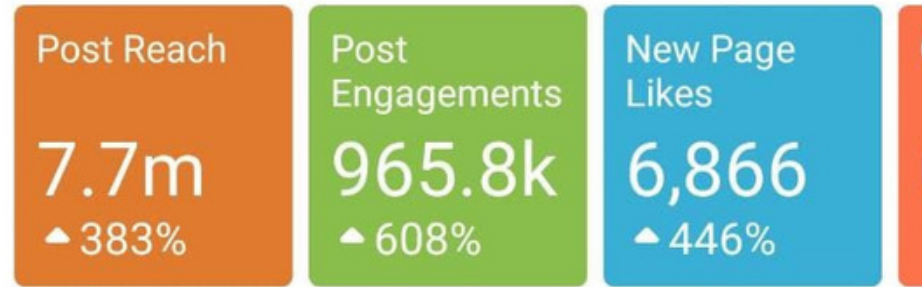 Post Reach
7.7m
383%
Post
Engagements
965.8k
608%
New Page
Likes
6,866
446%